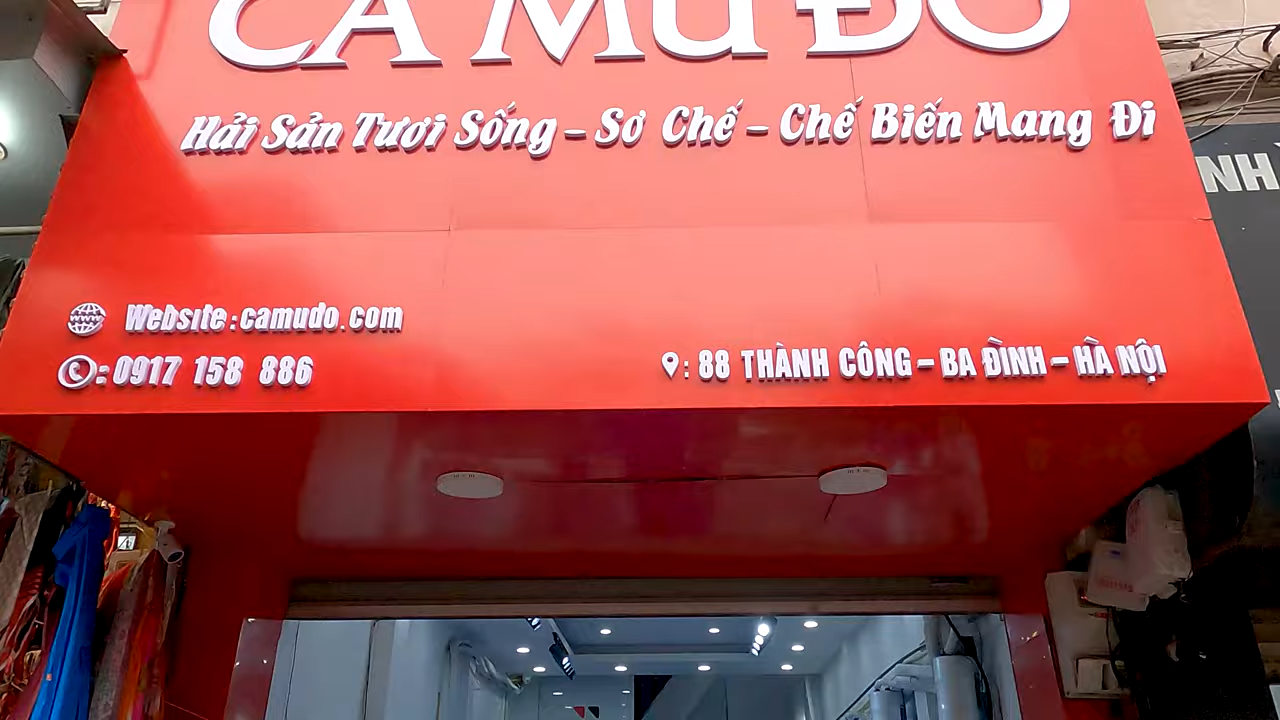 CÁ MÚ ĐỎ
Hải Sản Tươi Sống – Sơ Chế – Chế Biến Mang Đi
NH
Website:camudo.com
: 0917 158 886
: 88 THÀNH CÔNG – BA ĐÌNH – HÀ NỘI